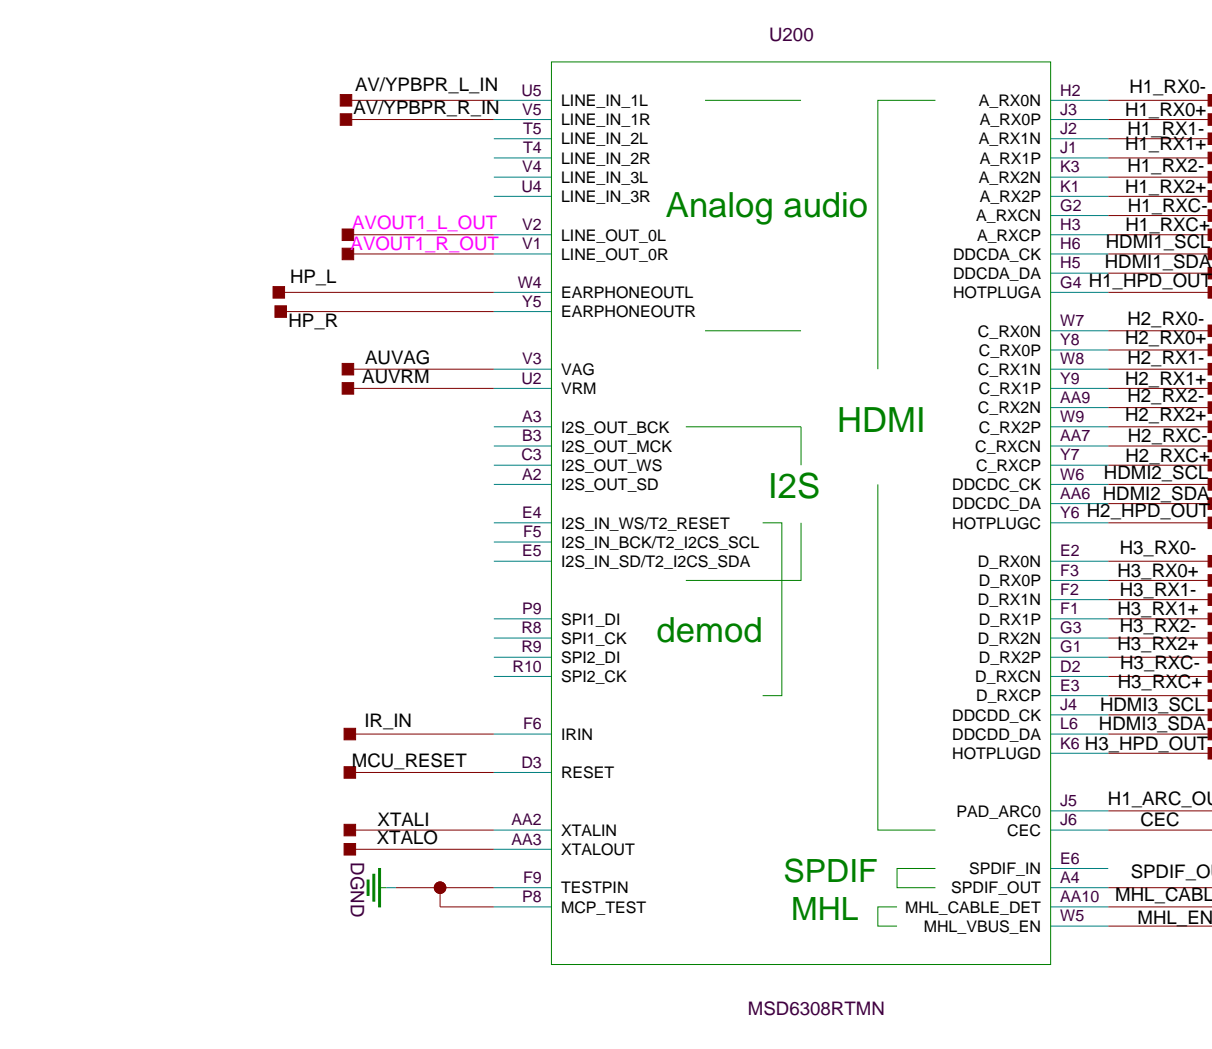 U200
AV/YPBPR_L_IN U5 LINE_IN_1L
AV/YPBPR_R_IN V5 LINE_IN_1R
T5 LINE_IN_2L
T4 LINE_IN_2R
V4 LINE_IN_3L
U4 LINE_IN_3R
Analog audio
AVOUT1_L_OUT V2 LINE_OUT_0L
AVOUT1_R_OUT V1 LINE_OUT_0R
HP_L W4 EARPHONEOUTL
HP_R Y5 EARPHONEOUTR
AUVAG V3 VAG
AUVRM U2 VRM
A3 I2S_OUT_BCK
B3 I2S_OUT_MCK
C3 I2S_OUT_WS
A2 I2S_OUT_SD
I2S
E4 I2S_IN_WS/T2_RESET
F5 I2S_IN_BCK/T2_I2CS_SCL
E5 I2S_IN_SD/T2_I2CS_SDA
P9 SPI1_DI
R8 SPI1_CK
R9 SPI2_DI
R10 SPI2_CK
demod
IR_IN F6 IRIN
MCU_RESET D3 RESET
XTALI AA2 XTALIN
XTALO AA3 XTALOUT
DGND
F9 TESTPIN
P8 MCP_TEST
A_RX0N H2 H1_RX0-
A_RX0P J3 H1_RX0+
A_RX1N J2 H1_RX1-
A_RX1P J1 H1_RX1+
A_RX2N K3 H1_RX2-
A_RX2P K1 H1_RX2+
A_RXCN G2 H1_RXC-
A_RXCP H3 H1_RXC+
DDCDA_CK H6 HDMI1_SCL
DDCDA_DA H5 HDMI1_SDA
HOTPLUGA G4 H1_HPD_OUT
HDMI
C_RX0N W7 H2_RX0-
C_RX0P Y8 H2_RX0+
C_RX1N W8 H2_RX1-
C_RX1P Y9 H2_RX1+
C_RX2N AA9 H2_RX2-
C_RX2P W9 H2_RX2+
C_RXCN AA7 H2_RXC-
C_RXCP Y7 H2_RXC+
DDCDC_CK W6 HDMI2_SCL
DDCDC_DA AA6 HDMI2_SDA
HOTPLUGC Y6 H2_HPD_OUT
D_RX0N E2 H3_RX0-
D_RX0P F3 H3_RX0+
D_RX1N F2 H3_RX1-
D_RX1P F1 H3_RX1+
D_RX2N G3 H3_RX2-
D_RX2P G1 H3_RX2+
D_RXCN D2 H3_RXC-
D_RXCP E3 H3_RXC+
DDCDD_CK J4 HDMI3_SCL
DDCDD_DA L6 HDMI3_SDA
HOTPLUGD K6 H3_HPD_OUT
PAD_ARC0 J5 H1_ARC_OU
CEC J6 CEC
SPDIF
SPDIF_IN E6
SPDIF_OUT A4 SPDIF_OU
MHL
MHL_CABLE_DET AA10 MHL_CABL
MHL_VBUS_EN W5 MHL_EN
MSD6308RTMN